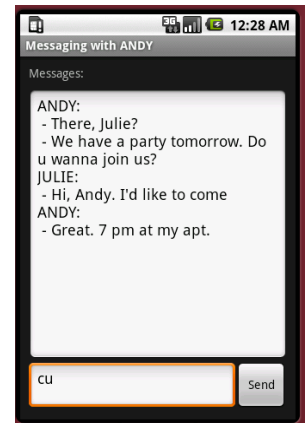 3G 12:28 AM
Messaging with ANDY
Messages:
ANDY:
- There, Julie?
- We have a party tomorrow. Do
u wanna join us?
JULIE:
- Hi, Andy. I'd like to come
ANDY:
- Great. 7 pm at my apt.
cu
Send